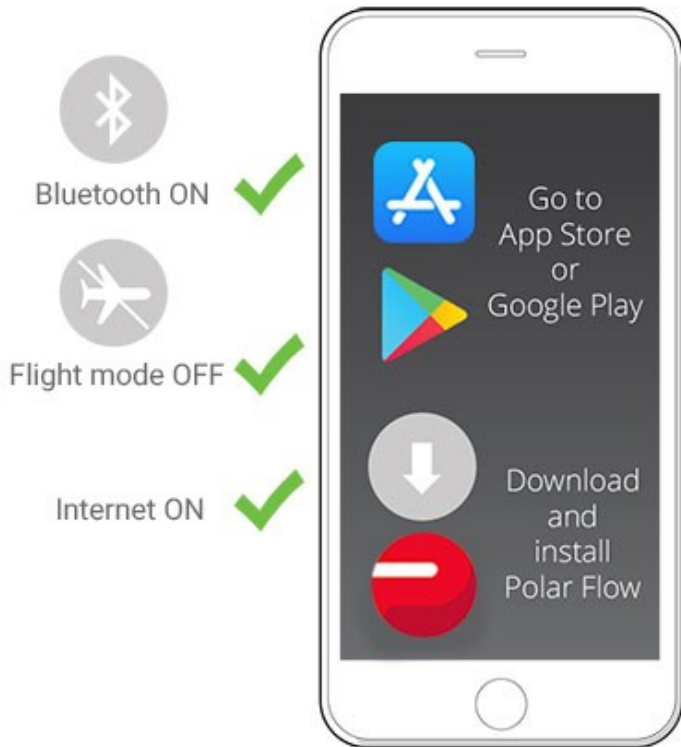 Bluetooth ON
Flight mode OFF
Internet ON
Go to
App Store
or
Google Play
Download
and
install
Polar Flow